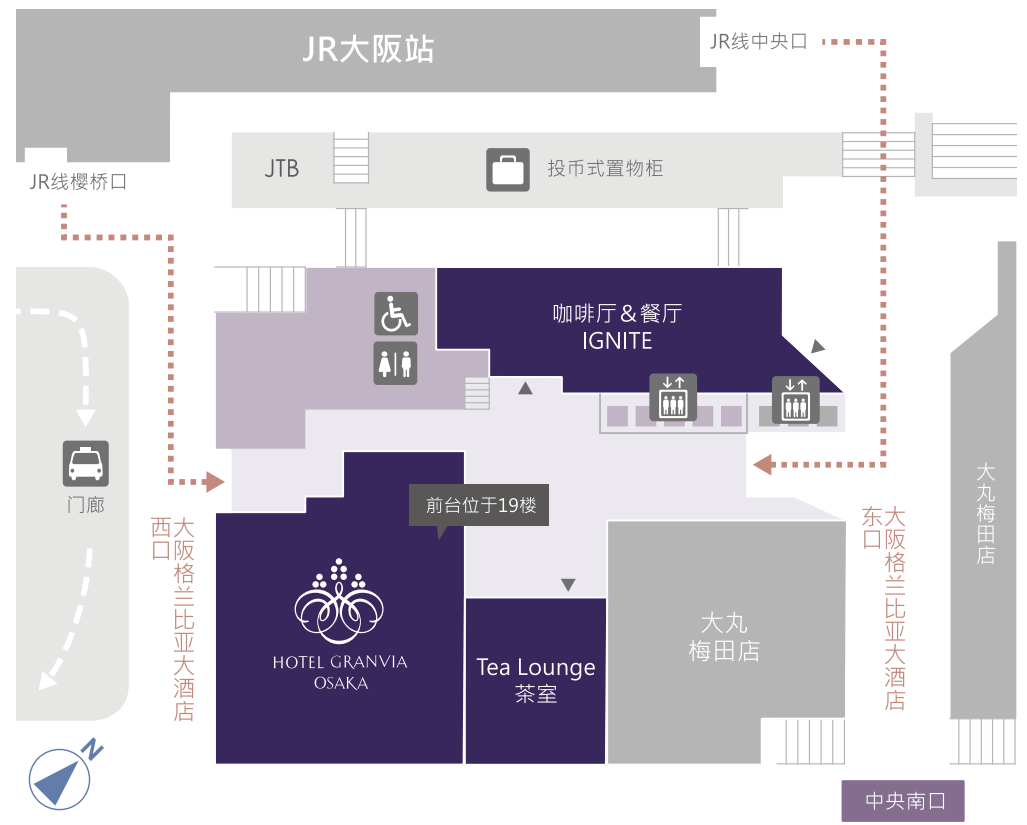 JR大阪站
JR线中央口
JTB
投币式置物柜
JR线樱桥口
咖啡厅＆餐厅
IGNITE
门廊
前台位于19楼
大阪格兰比亚大酒店
西口
大阪格兰比亚大酒店
东口
大丸梅田店
HOTEL GRANVIA
OSAKA
Tea Lounge
茶室
大丸
梅田店
N
中央南口